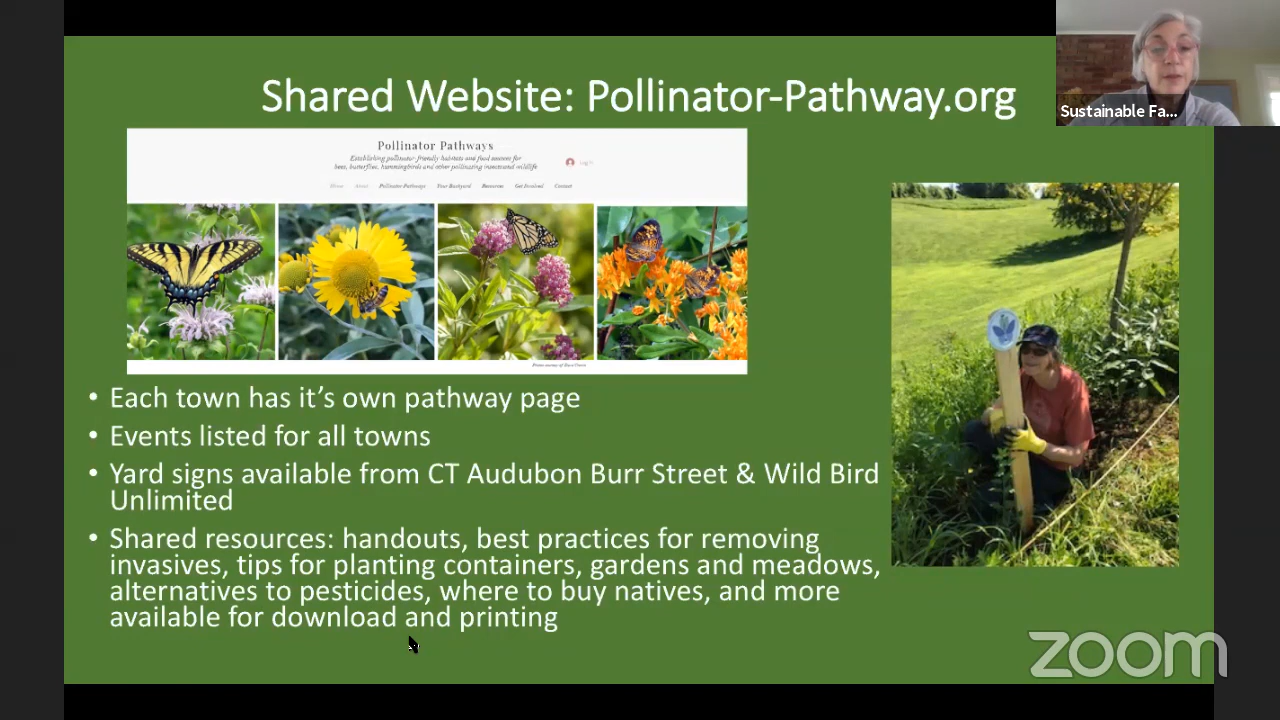 Shared Website: Pollinator-Pathway.org
Sustainable Fa...
Pollinator Pathways
Establishing pollinator-friendly habitats and food sources for
bees, butterflies, hummingbirds and other pollinating insects and wildlife
Log In
Home About Pollinator Pathways Your Backyard Resources Get Involved Contact
• Each town has it’s own pathway page
• Events listed for all towns
• Yard signs available from CT Audubon Burr Street & Wild Bird
Unlimited
• Shared resources: handouts, best practices for removing
invasives, tips for planting containers, gardens and meadows,
alternatives to pesticides, where to buy natives, and more
available for download and printing
zoom